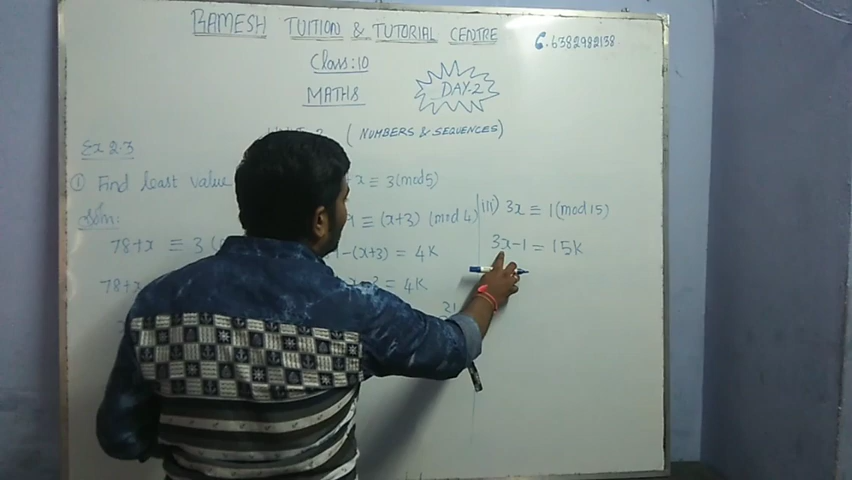 RAMESH TUITION & TUTORIAL CENTRE
6382982138
Class:10
MATHS
DAY-2
(NUMBERS & SEQUENCES)
Ex 2.3
① Find least value x ≡ 3(mod5)
Soln:
≡ (x+3) (mod 4)
iii) 3x ≡ 1(mod 15)
78+x ≡ 3
1-(x+3) = 4K
3x-1 = 15K
78+x
= 4K